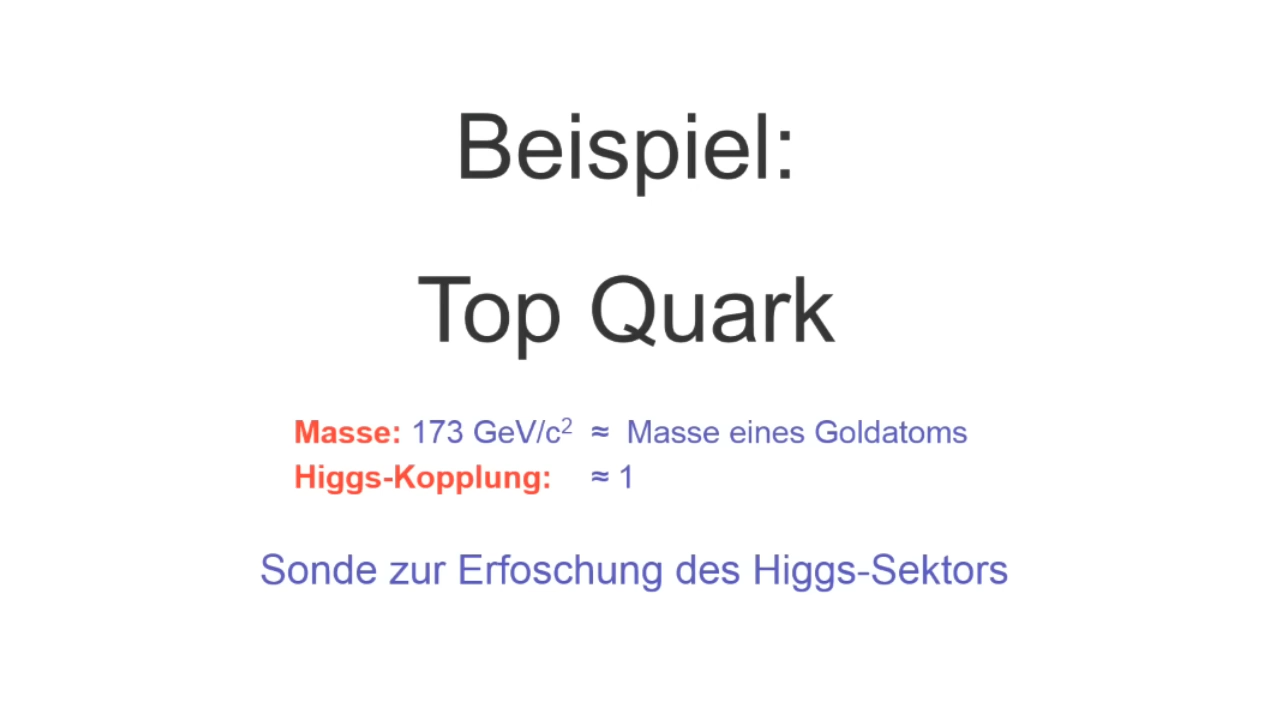 Beispiel:
Top Quark
Masse: 173 GeV/c² ≈ Masse eines Goldatoms
Higgs-Kopplung: ≈ 1
Sonde zur Erfoschung des Higgs-Sektors